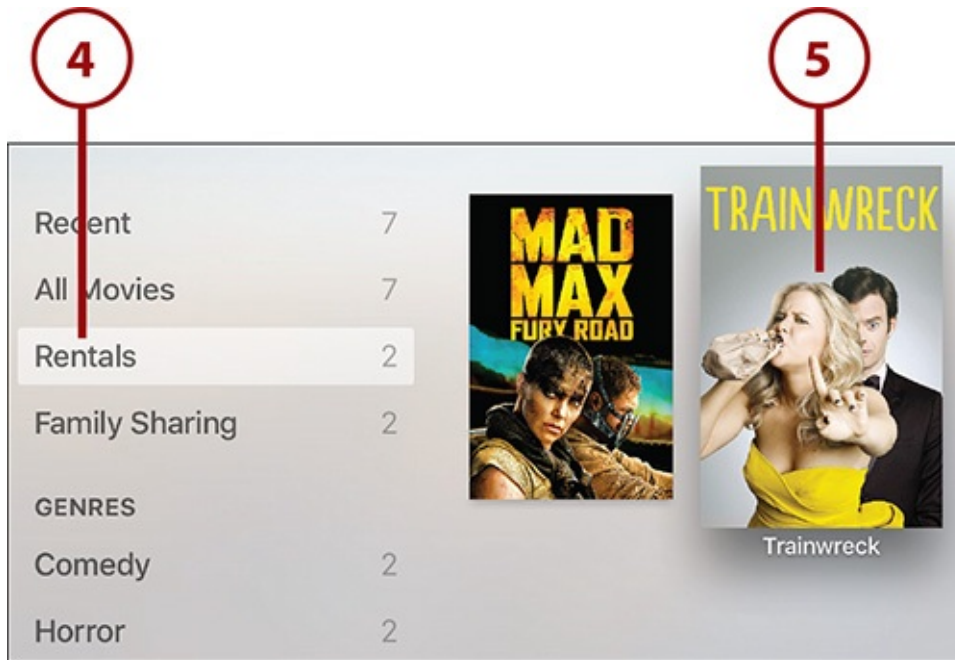 4
5
Recent 7
All Movies 7
Rentals 2
Family Sharing 2
GENRES
Comedy 2
Horror 2
MAD
MAX
FURY ROAD
TRAINWRECK
Trainwreck